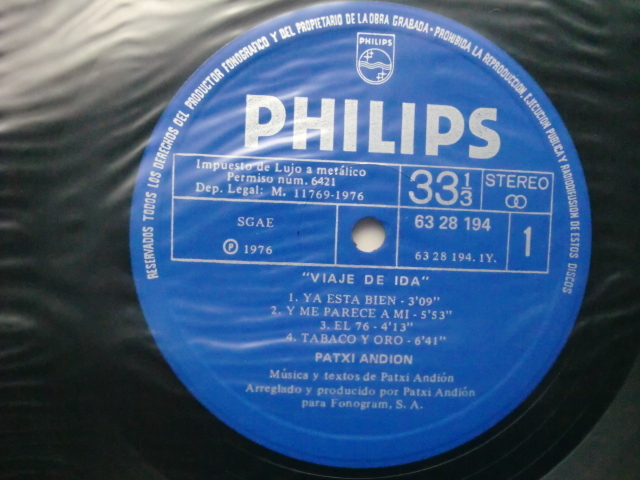 RESERVADOS TODOS LOS DERECHOS DEL PRODUCTOR FONOGRAFICO Y DEL PROPIETARIO DE LA OBRA GRABADA · PROHIBIDA LA REPRODUCCION, EJECUCION PUBLICA Y RADIODIFUSION DE ESTOS DISCOS
PHILIPS
PHILIPS
Impuesto de Lujo a metálico
Permiso núm. 6421
Dep. Legal: M. 11769-1976
33 1/3
STEREO
SGAE
℗ 1976
63 28 194
63 28 194. 1Y.
1
"VIAJE DE IDA"
1. YA ESTA BIEN - 3'09"
2. Y ME PARECE A MI - 5'53"
3. EL 76 - 4'13"
4. TABACO Y ORO - 6'41"
PATXI ANDION
Música y textos de Patxi Andión
Arreglado y producido por Patxi Andión
para Fonogram, S. A.